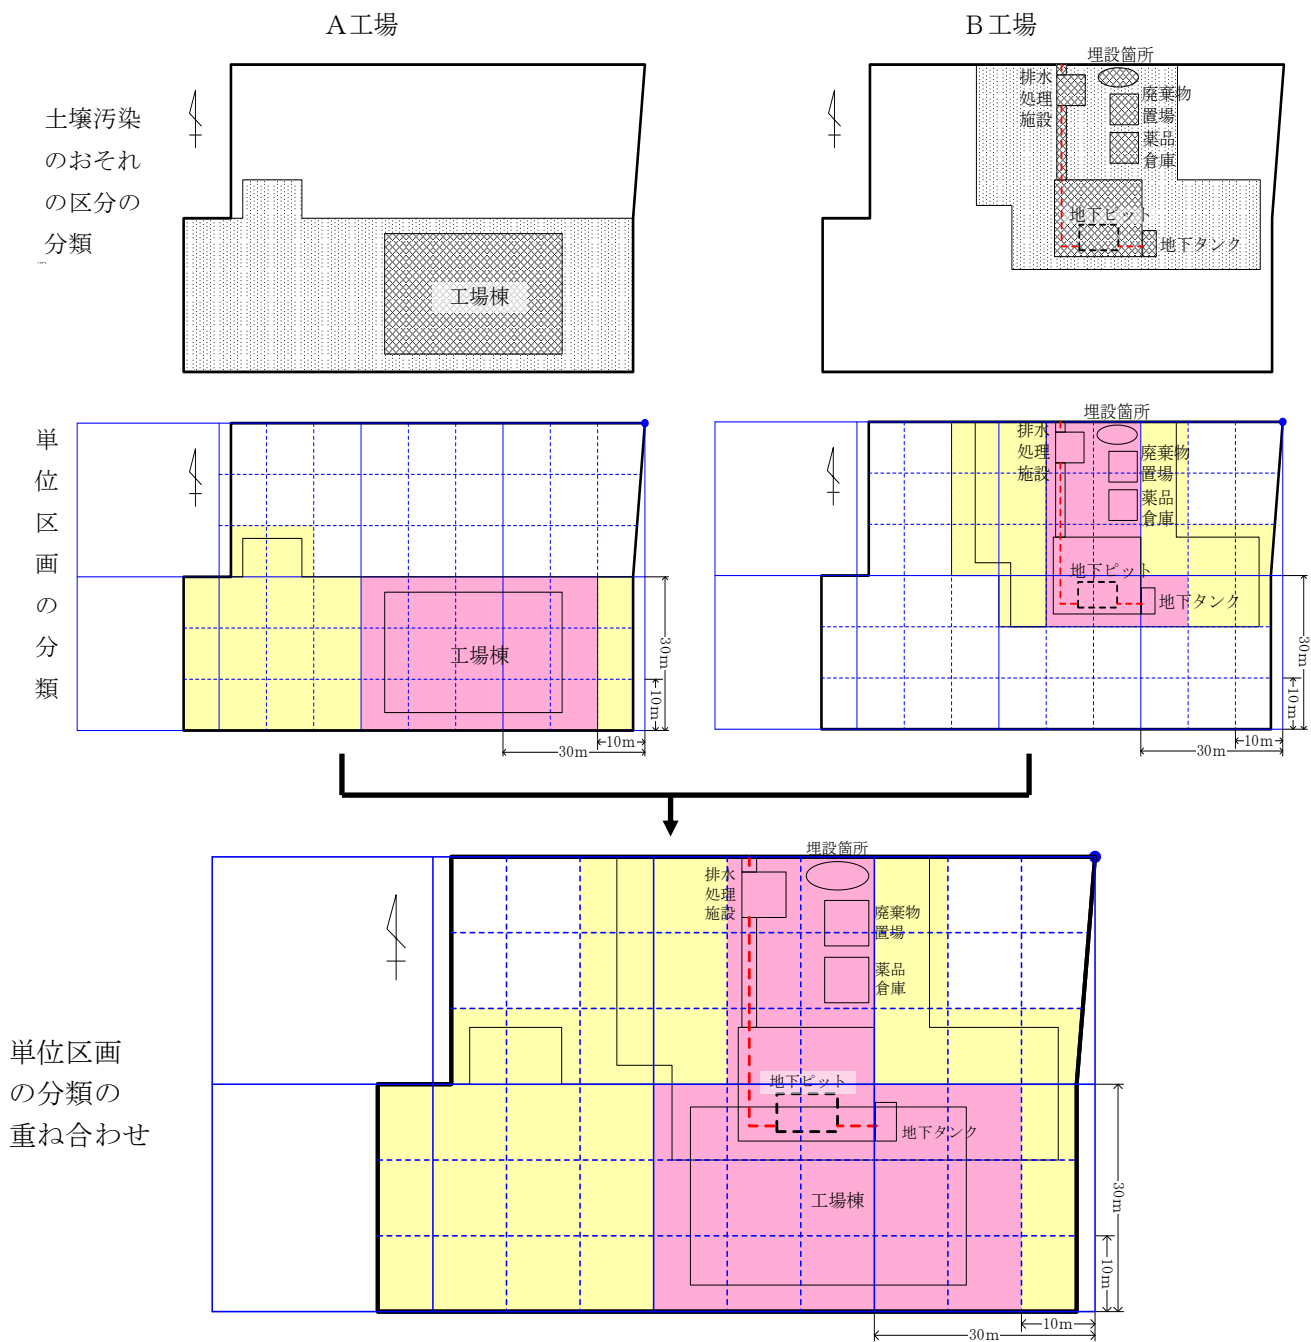 A工場
B工場
土壌汚染
のおそれ
の区分の
分類
工場棟
埋設箇所
排水
処理
施設
廃棄物
置場
薬品
倉庫
地下ピット
地下タンク
単位区画の分類
工場棟
30m
10m
10m
30m
埋設箇所
排水
処理
施設
廃棄物
置場
薬品
倉庫
地下ピット
地下タンク
30m
10m
10m
30m
単位区画
の分類の
重ね合わせ
埋設箇所
排水
処理
施設
廃棄物
置場
薬品
倉庫
地下ピット
地下タンク
工場棟
30m
10m
10m
30m